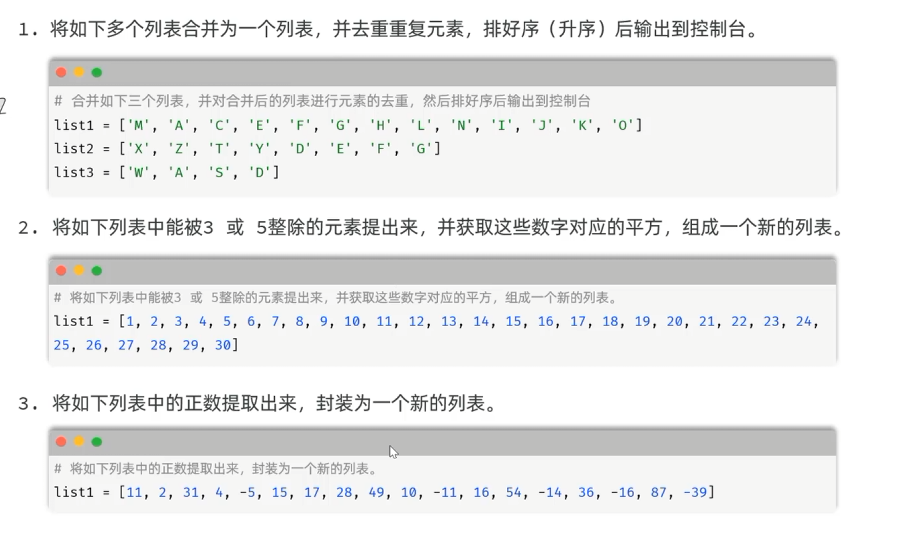 1. 将如下多个列表合并为一个列表，并去重重复元素，排好序（升序）后输出到控制台。
# 合并如下三个列表，并对合并后的列表进行元素的去重，然后排好序后输出到控制台
list1 = ['M', 'A', 'C', 'E', 'F', 'G', 'H', 'L', 'N', 'I', 'J', 'K', 'O']
list2 = ['X', 'Z', 'T', 'Y', 'D', 'E', 'F', 'G']
list3 = ['W', 'A', 'S', 'D']
2. 将如下列表中能被3 或 5整除的元素提出来，并获取这些数字对应的平方，组成一个新的列表。
# 将如下列表中能被3 或 5整除的元素提出来，并获取这些数字对应的平方，组成一个新的列表。
list1 = [1, 2, 3, 4, 5, 6, 7, 8, 9, 10, 11, 12, 13, 14, 15, 16, 17, 18, 19, 20, 21, 22, 23, 24,
25, 26, 27, 28, 29, 30]
3. 将如下列表中的正数提取出来，封装为一个新的列表。
# 将如下列表中的正数提取出来，封装为一个新的列表。
list1 = [11, 2, 31, 4, -5, 15, 17, 28, 49, 10, -11, 16, 54, -14, 36, -16, 87, -39]